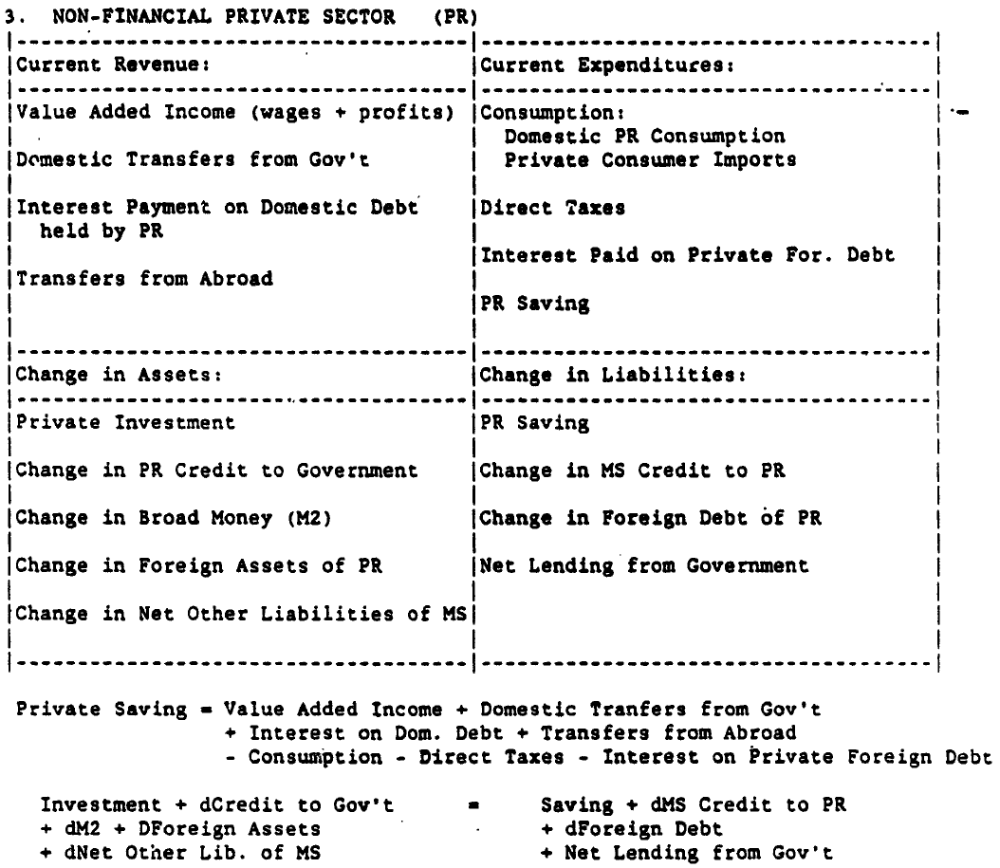 3. NON-FINANCIAL PRIVATE SECTOR (PR)
Current Revenue: Current Expenditures:
Value Added Income (wages + profits) Consumption:
Domestic PR Consumption
Domestic Transfers from Gov't Private Consumer Imports
Interest Payment on Domestic Debt Direct Taxes
held by PR
Interest Paid on Private For. Debt
Transfers from Abroad
PR Saving
Change in Assets: Change in Liabilities:
Private Investment PR Saving
Change in PR Credit to Government Change in MS Credit to PR
Change in Broad Money (M2) Change in Foreign Debt of PR
Change in Foreign Assets of PR Net Lending from Government
Change in Net Other Liabilities of MS
Private Saving = Value Added Income + Domestic Tranfers from Gov't
+ Interest on Dom. Debt + Transfers from Abroad
- Consumption - Direct Taxes - Interest on Private Foreign Debt
Investment + dCredit to Gov't = Saving + dMS Credit to PR
+ dM2 + DForeign Assets + dForeign Debt
+ dNet Other Lib. of MS + Net Lending from Gov't